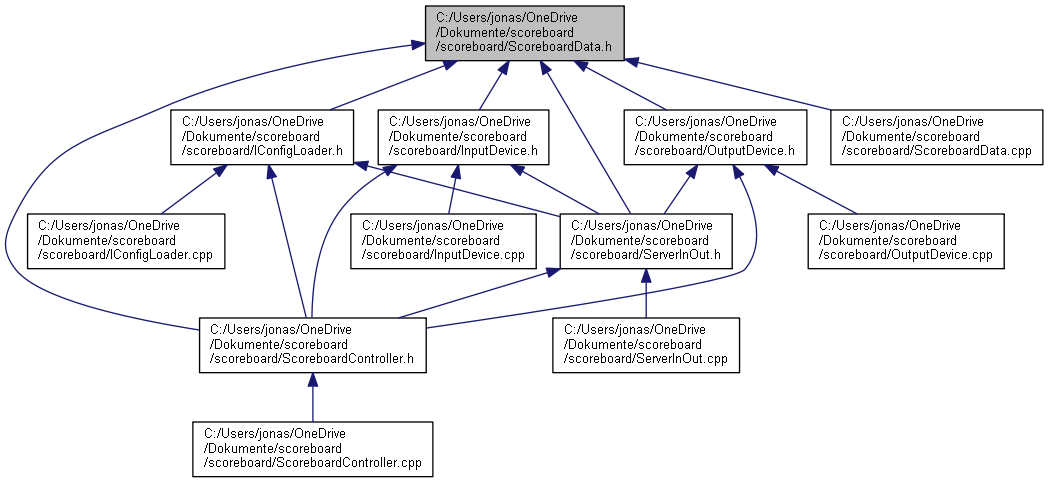 C:/Users/jonas/OneDrive
/Dokumente/scoreboard
/scoreboard/ScoreboardData.h
C:/Users/jonas/OneDrive
/Dokumente/scoreboard
/scoreboard/IConfigLoader.h
C:/Users/jonas/OneDrive
/Dokumente/scoreboard
/scoreboard/InputDevice.h
C:/Users/jonas/OneDrive
/Dokumente/scoreboard
/scoreboard/OutputDevice.h
C:/Users/jonas/OneDrive
/Dokumente/scoreboard
/scoreboard/ScoreboardData.cpp
C:/Users/jonas/OneDrive
/Dokumente/scoreboard
/scoreboard/IConfigLoader.cpp
C:/Users/jonas/OneDrive
/Dokumente/scoreboard
/scoreboard/InputDevice.cpp
C:/Users/jonas/OneDrive
/Dokumente/scoreboard
/scoreboard/ServerInOut.h
C:/Users/jonas/OneDrive
/Dokumente/scoreboard
/scoreboard/OutputDevice.cpp
C:/Users/jonas/OneDrive
/Dokumente/scoreboard
/scoreboard/ScoreboardController.h
C:/Users/jonas/OneDrive
/Dokumente/scoreboard
/scoreboard/ServerInOut.cpp
C:/Users/jonas/OneDrive
/Dokumente/scoreboard
/scoreboard/ScoreboardController.cpp